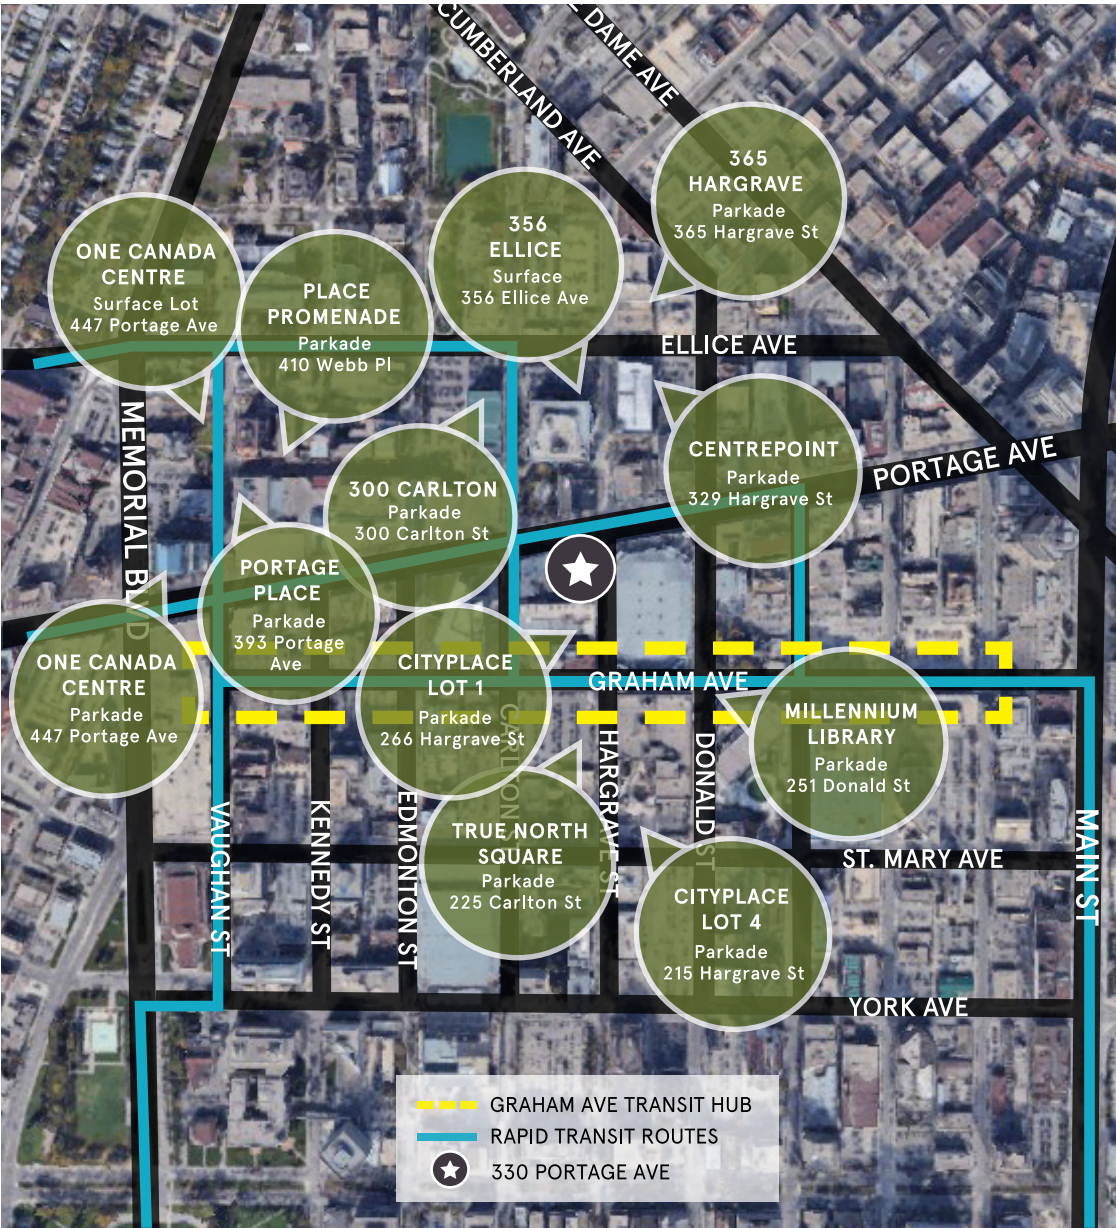 CUMBERLAND AVE
E DAME AVE
365
HARGRAVE
Parkade
365 Hargrave St
356
ELLICE
Surface
356 Ellice Ave
ONE CANADA
CENTRE
Surface Lot
447 Portage Ave
PLACE
PROMENADE
Parkade
410 Webb Pl
ELLICE AVE
MEMORIAL BLVD
CENTREPOINT
Parkade
329 Hargrave St
PORTAGE AVE
300 CARLTON
Parkade
300 Carlton St
PORTAGE
PLACE
Parkade
393 Portage
Ave
ONE CANADA
CENTRE
Parkade
447 Portage Ave
CITYPLACE
LOT 1
Parkade
266 Hargrave St
GRAHAM AVE
MILLENNIUM
LIBRARY
Parkade
251 Donald St
VAUGHAN ST
KENNEDY ST
EDMONTON ST
CARLTON ST
HARGRAVE ST
DONALD ST
MAIN ST
TRUE NORTH
SQUARE
Parkade
225 Carlton St
ST. MARY AVE
CITYPLACE
LOT 4
Parkade
215 Hargrave St
YORK AVE
GRAHAM AVE TRANSIT HUB
RAPID TRANSIT ROUTES
330 PORTAGE AVE